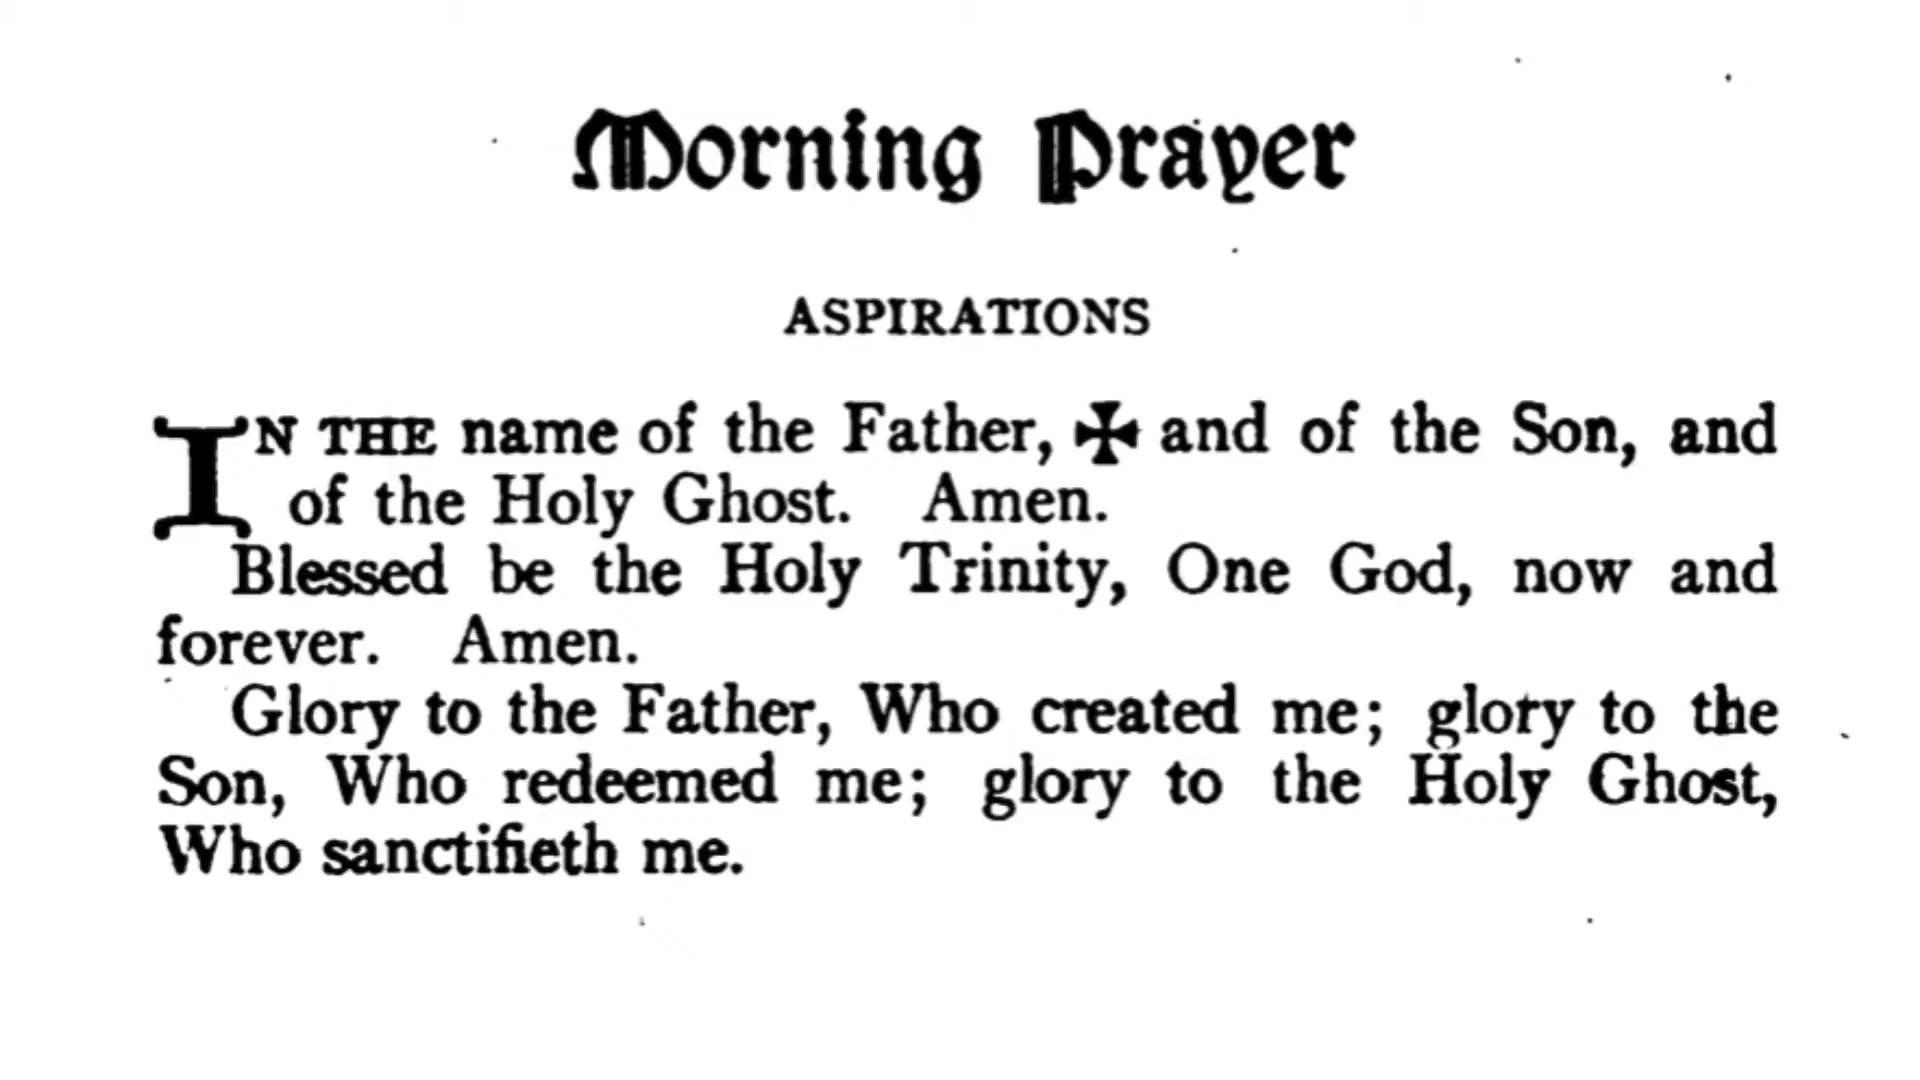 Morning Prayer
ASPIRATIONS
IN THE name of the Father, ✠ and of the Son, and
of the Holy Ghost. Amen.
Blessed be the Holy Trinity, One God, now and
forever. Amen.
Glory to the Father, Who created me; glory to the
Son, Who redeemed me; glory to the Holy Ghost,
Who sanctifieth me.